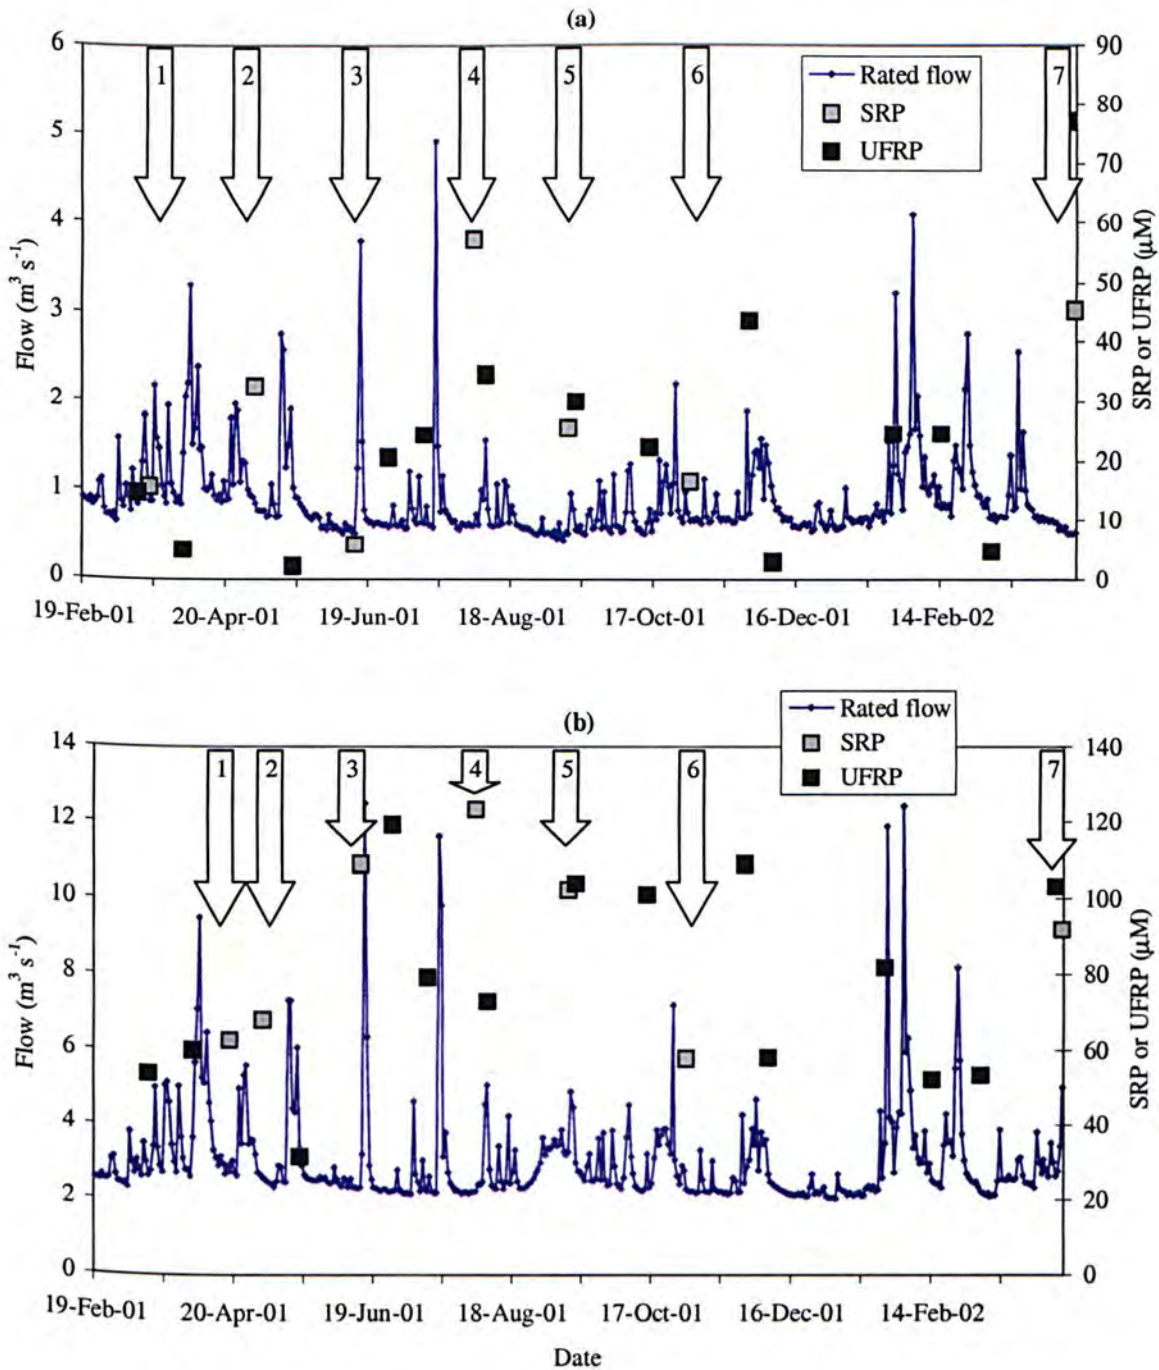 (a)
6
5
4
3
2
1
0
Flow (m³ s⁻¹)
1 2 3 4 5 6 7
Rated flow
SRP
UFRP
90
80
70
60
50
40
30
20
10
0
SRP or UFRP (μM)
19-Feb-01 20-Apr-01 19-Jun-01 18-Aug-01 17-Oct-01 16-Dec-01 14-Feb-02
(b)
14
12
10
8
6
4
2
0
Flow (m³ s⁻¹)
1 2 3 4 5 6 7
Rated flow
SRP
UFRP
140
120
100
80
60
40
20
0
SRP or UFRP (μM)
19-Feb-01 20-Apr-01 19-Jun-01 18-Aug-01 17-Oct-01 16-Dec-01 14-Feb-02
Date